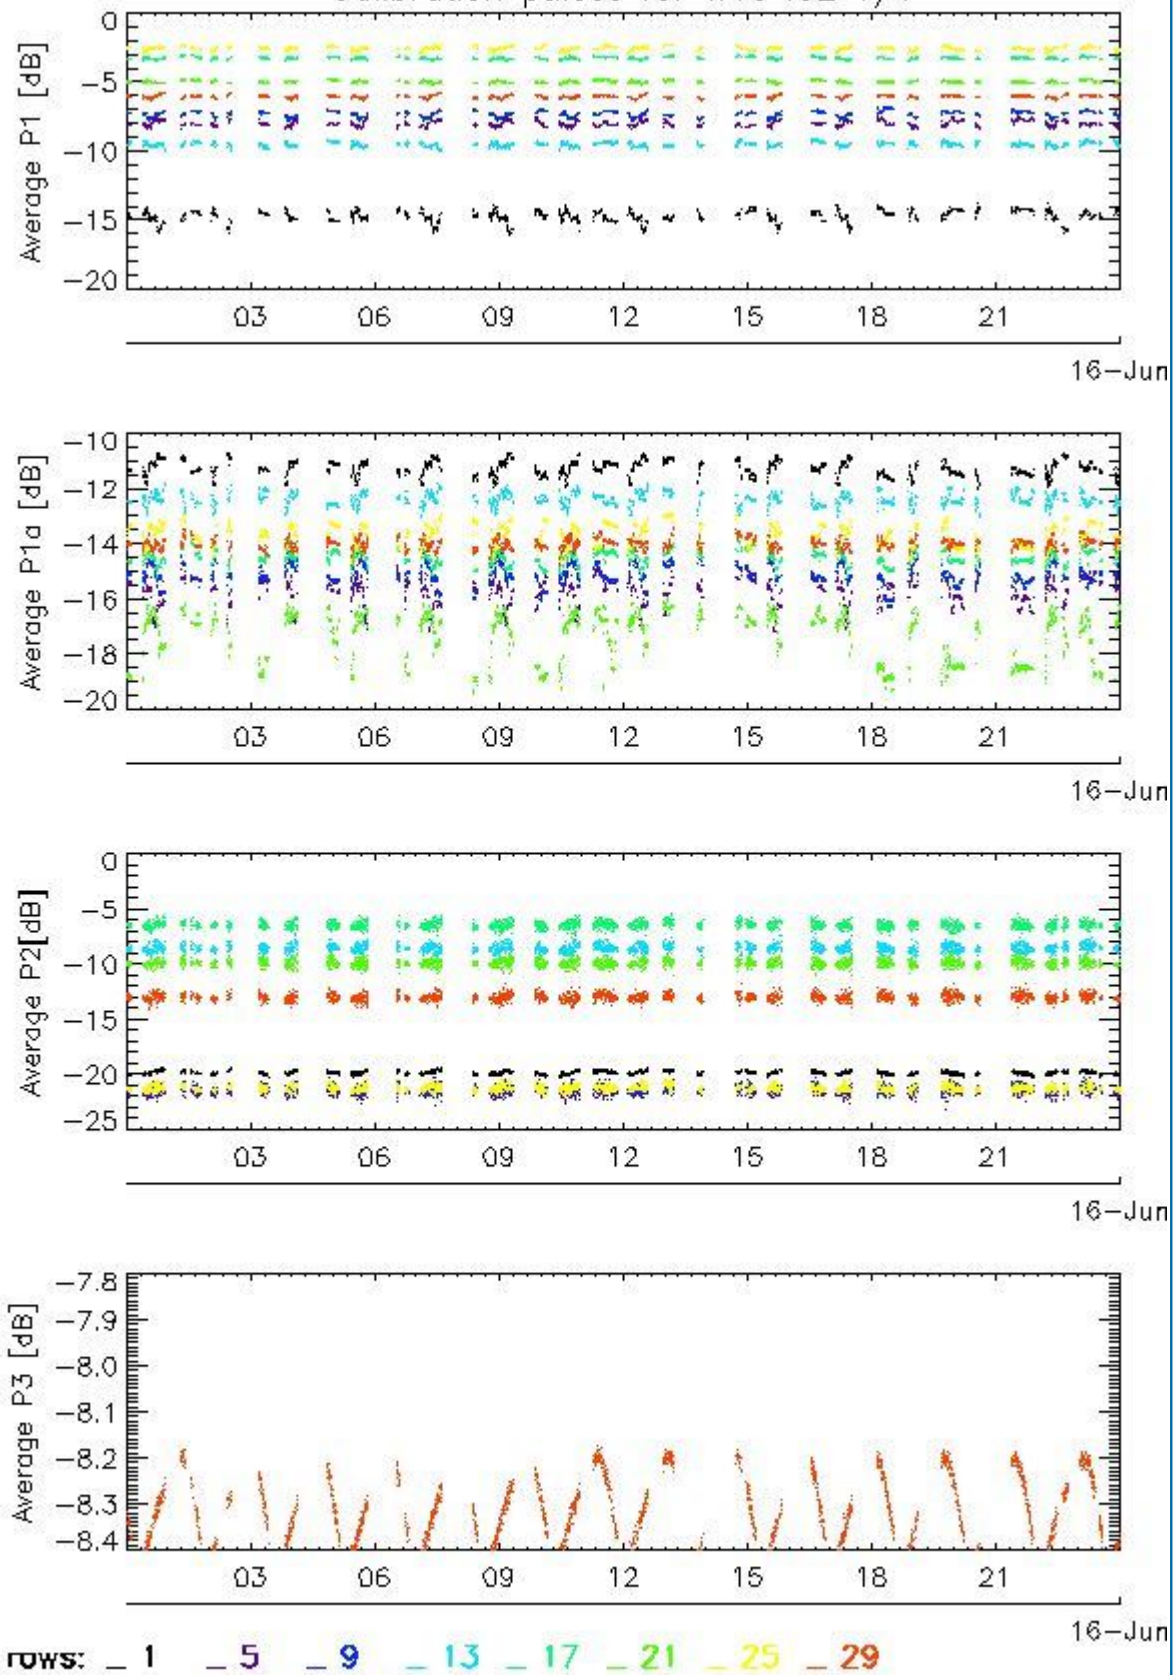 0
-5
-10
-15
-20
Average P1 [dB]
03 06 09 12 15 18 21
16-Jun
-10
-12
-14
-16
-18
-20
Average P1a [dB]
03 06 09 12 15 18 21
16-Jun
0
-5
-10
-15
-20
-25
Average P2[dB]
03 06 09 12 15 18 21
16-Jun
-7.8
-7.9
-8.0
-8.1
-8.2
-8.3
-8.4
Average P3 [dB]
03 06 09 12 15 18 21
16-Jun
rows: _ 1 _ 5 _ 9 _ 13 _ 17 _ 21 _ 25 _ 29